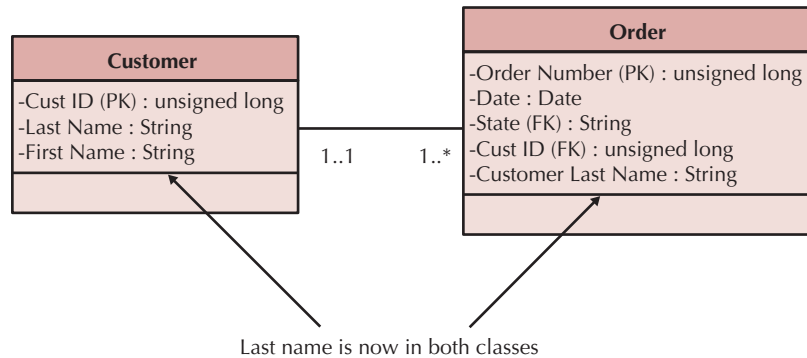 Customer
-Cust ID (PK) : unsigned long
-Last Name : String
-First Name : String
1..1
1..*
Order
-Order Number (PK) : unsigned long
-Date : Date
-State (FK) : String
-Cust ID (FK) : unsigned long
-Customer Last Name : String
Last name is now in both classes